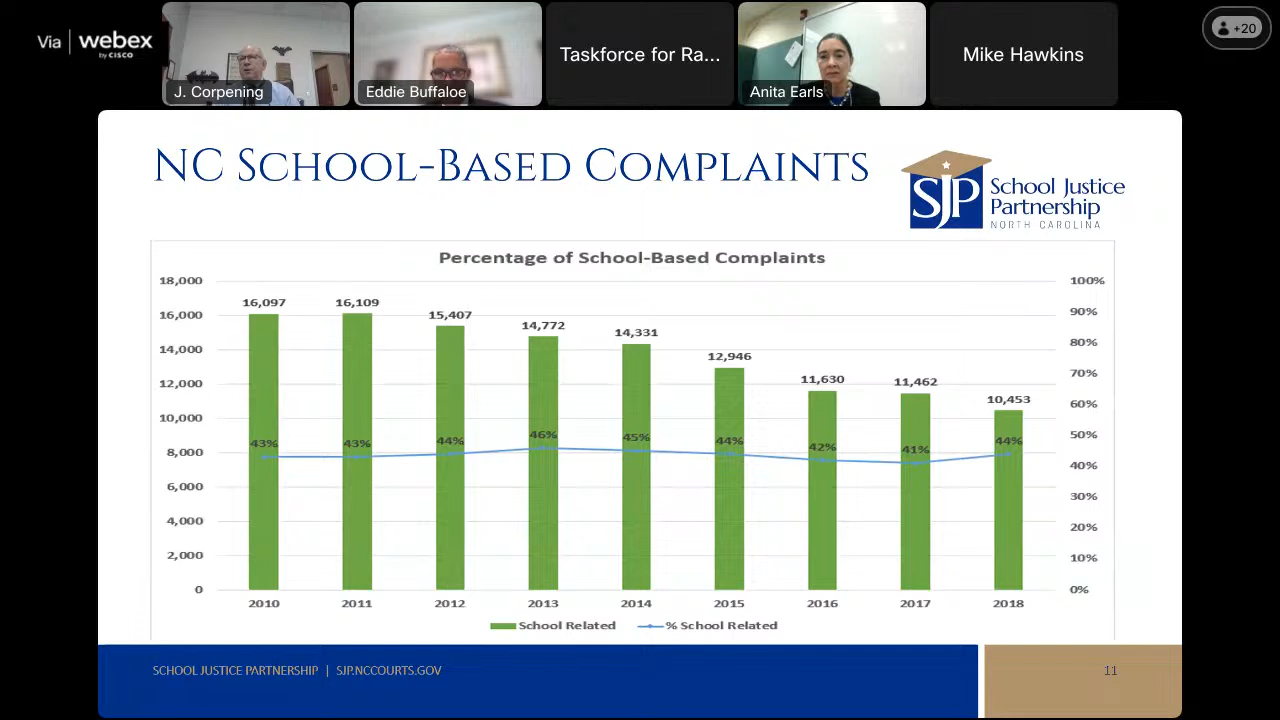 Via webex
by CISCO
J. Corpening
Eddie Buffaloe
Taskforce for Ra...
Anita Earls
Mike Hawkins
+20
NC School-Based Complaints
SJP
School Justice
Partnership
NORTH CAROLINA
Percentage of School-Based Complaints
18,000
16,000
14,000
12,000
10,000
8,000
6,000
4,000
2,000
0
16,097
16,109
15,407
14,772
14,331
12,946
11,630
11,462
10,453
43%
43%
44%
46%
45%
44%
42%
41%
44%
100%
90%
80%
70%
60%
50%
40%
30%
20%
10%
0%
2010 2011 2012 2013 2014 2015 2016 2017 2018
School Related % School Related
SCHOOL JUSTICE PARTNERSHIP | SJP.NCCOURTS.GOV
11